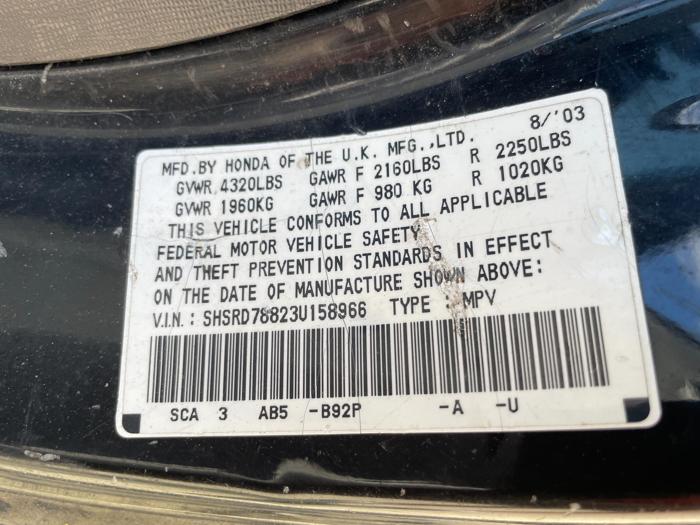 MFD.BY HONDA OF THE U.K. MFG.,LTD. 8/'03
GVWR 4320LBS GAWR F 2160LBS R 2250LBS
GVWR 1960KG GAWR F 980 KG R 1020KG
THIS VEHICLE CONFORMS TO ALL APPLICABLE
FEDERAL MOTOR VEHICLE SAFETY
AND THEFT PREVENTION STANDARDS IN EFFECT
ON THE DATE OF MANUFACTURE SHOWN ABOVE:
V.I.N. : SHSRD78823U158966 TYPE : MPV
SCA 3 AB5 -B92P -A -U